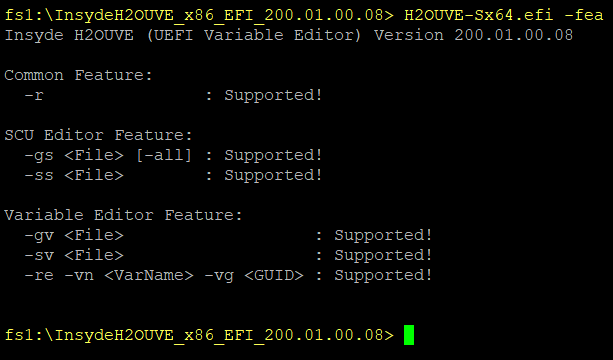 fs1:\InsydeH2OUVE_x86_EFI_200.01.00.08> H2OUVE-Sx64.efi -fea
Insyde H2OUVE (UEFI Variable Editor) Version 200.01.00.08
Common Feature:
-r : Supported!
SCU Editor Feature:
-gs <File> [-all] : Supported!
-ss <File> : Supported!
Variable Editor Feature:
-gv <File> : Supported!
-sv <File> : Supported!
-re -vn <VarName> -vg <GUID> : Supported!
fs1:\InsydeH2OUVE_x86_EFI_200.01.00.08>